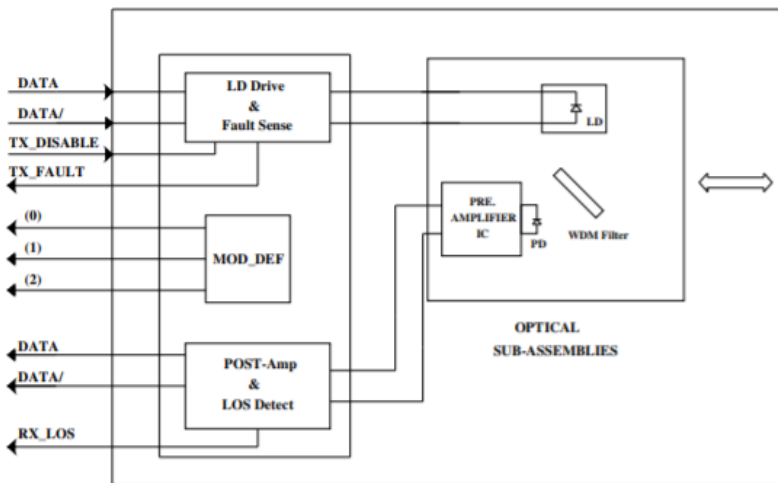 DATA
DATA/
TX_DISABLE
TX_FAULT
(0)
(1)
(2)
DATA
DATA/
RX_LOS
LD Drive
&
Fault Sense
MOD_DEF
POST-Amp
&
LOS Detect
LD
PRE.
AMPLIFIER
IC
PD
WDM Filter
OPTICAL
SUB-ASSEMBLIES